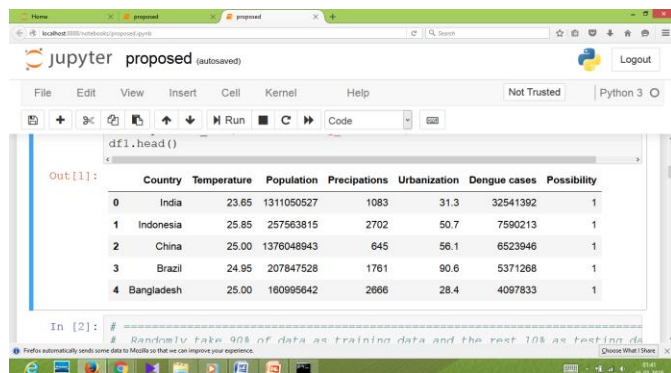 Home proposed proposed
localhost:8888/notebooks/proposed.ipynb Search
jupyter proposed (autosaved) Logout
File Edit View Insert Cell Kernel Help Not Trusted Python 3
Run Code
df1.head()
Out[1]:
Country Temperature Population Precipations Urbanization Dengue cases Possibility
0 India 23.65 1311050527 1083 31.3 32541392 1
1 Indonesia 25.85 257563815 2702 50.7 7590213 1
2 China 25.00 1376048943 645 56.1 6523946 1
3 Brazil 24.95 207847528 1761 90.6 5371268 1
4 Bangladesh 25.00 160995642 2666 28.4 4097833 1
In [2]: # ====================================================
# Randomly take 90% of data as training data and the rest 10% as testing da
Firefox automatically sends some data to Mozilla so that we can improve your experience. Choose What I Share
01:41